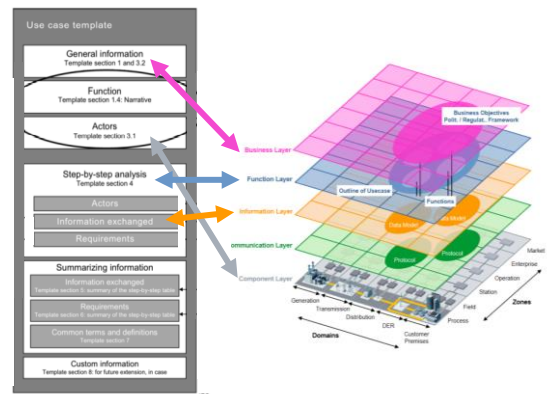 Use case template
General information
Template section 1 and 3.2
Function
Template section 1.4: Narrative
Actors
Template section 3.1
Step-by-step analysis
Template section 4
Actors
Information exchanged
Requirements
Summarizing information
Information exchanged
Template section 5: summary of the step-by-step table
Requirements
Template section 6: summary of the step-by-step table
Common terms and definitions
Template section 7
Custom information
Template section 8: for future extension, in case
Business Objectives
Polit. / Regulat.. Framework
Business Layer
Function Layer
Outline of Usecase
Functions
Information Layer
Data Model
Data Model
ommunication Layer
Protocol
Protocol
Component Layer
Market
Enterprise
Operation
Station
Field
Process
Zones
Generation
Transmission
Distribution
DER
Customer
Premises
Domains